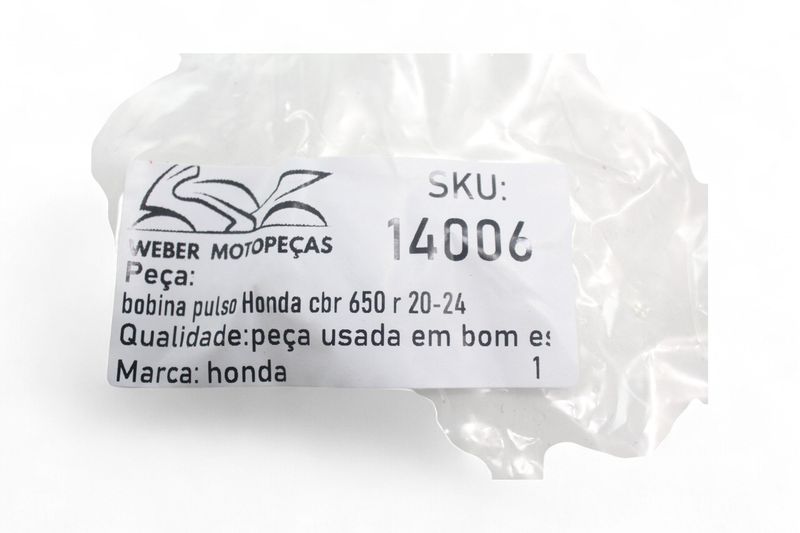 SKU:
14006
WEBER MOTOPEÇAS
Peça:
bobina pulso Honda cbr 650 r 20-24
Qualidade:peça usada em bom es
Marca: honda 1